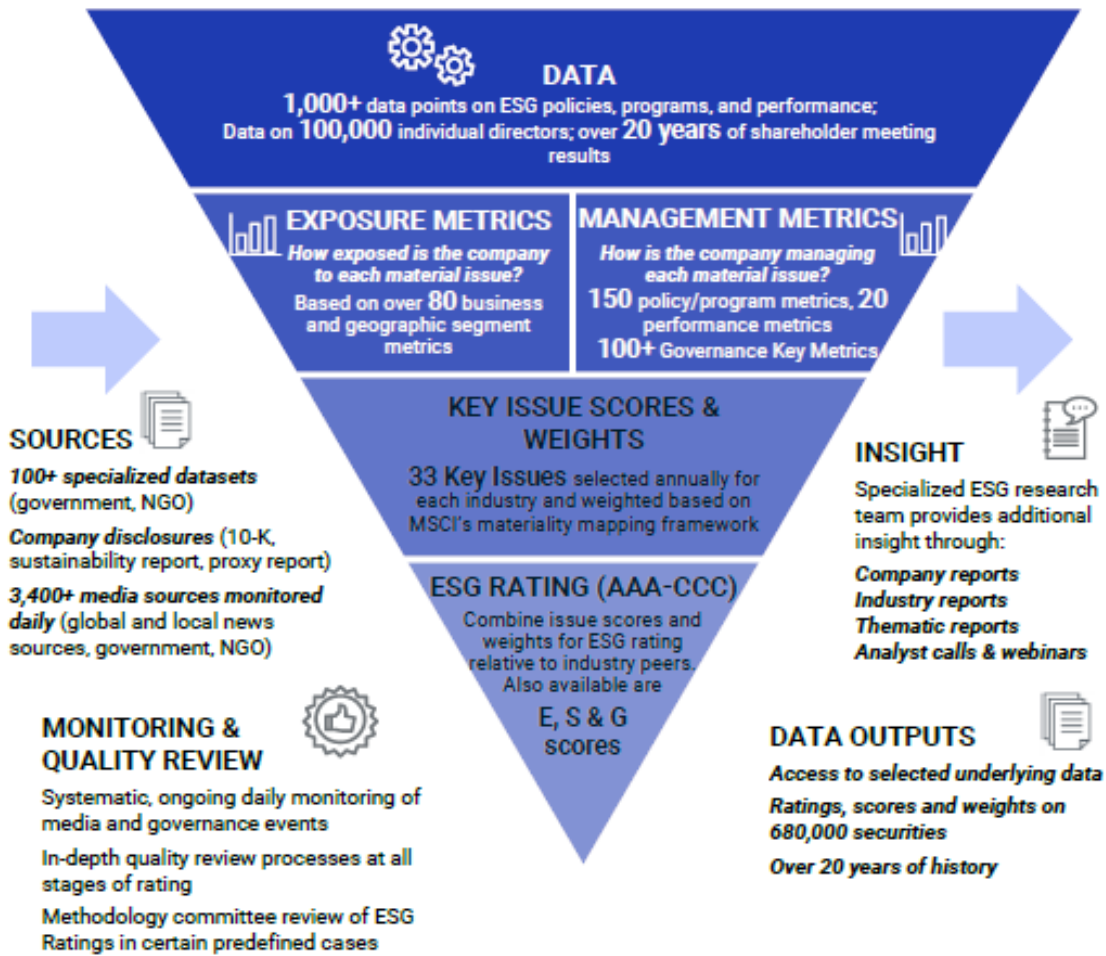 DATA
1,000+ data points on ESG policies, programs, and performance;
Data on 100,000 individual directors; over 20 years of shareholder meeting
results
EXPOSURE METRICS
How exposed is the company
to each material issue?
Based on over 80 business
and geographic segment
metrics
MANAGEMENT METRICS
How is the company managing
each material issue?
150 policy/program metrics, 20
performance metrics
100+ Governance Key Metrics
KEY ISSUE SCORES &
WEIGHTS
33 Key Issues selected annually for
each industry and weighted based on
MSCI's materiality mapping framework
ESG RATING (AAA-CCC)
Combine issue scores and
weights for ESG rating
relative to industry peers.
Also available are
E, S & G
scores
SOURCES
100+ specialized datasets
(government, NGO)
Company disclosures (10-K,
sustainability report, proxy report)
3,400+ media sources monitored
daily (global and local news
sources, government, NGO)
MONITORING &
QUALITY REVIEW
Systematic, ongoing daily monitoring of
media and governance events
In-depth quality review processes at all
stages of rating
Methodology committee review of ESG
Ratings in certain predefined cases
INSIGHT
Specialized ESG research
team provides additional
insight through:
Company reports
Industry reports
Thematic reports
Analyst calls & webinars
DATA OUTPUTS
Access to selected underlying data
Ratings, scores and weights on
680,000 securities
Over 20 years of history